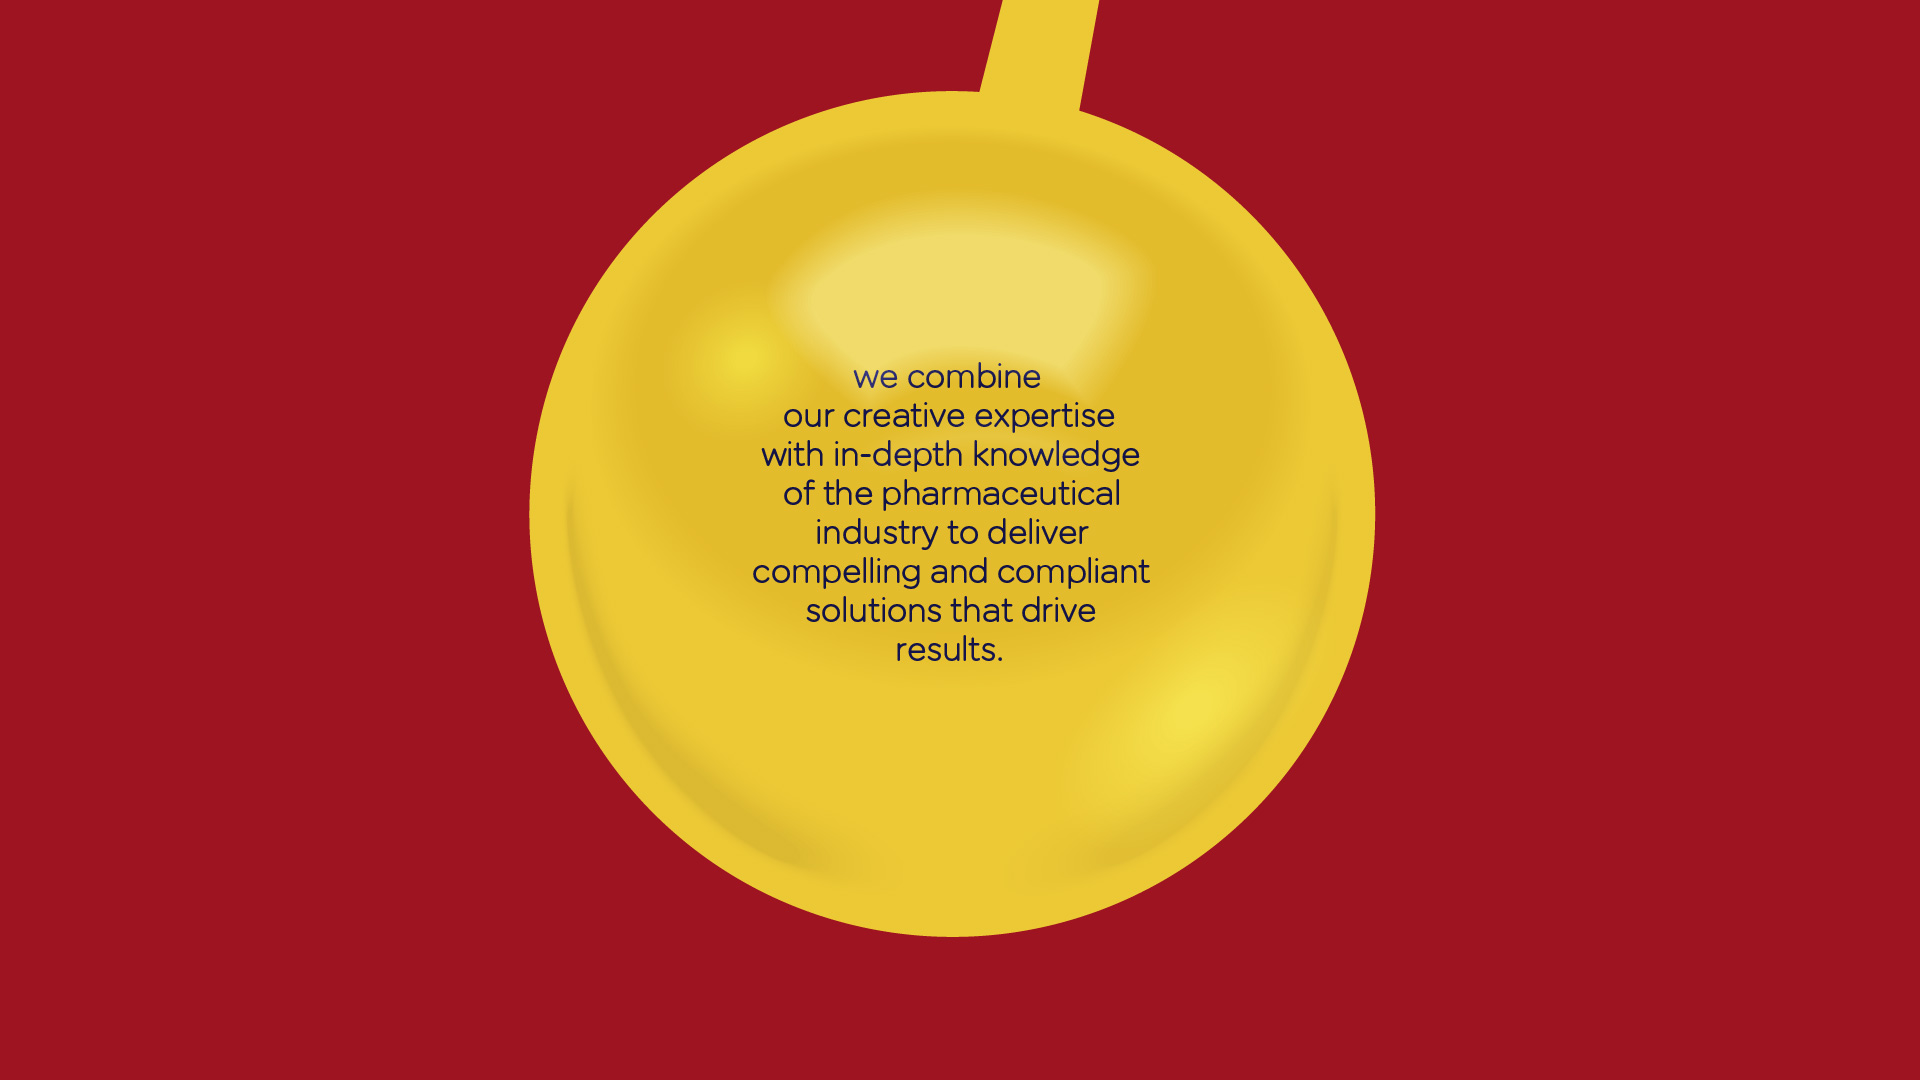 we combine
our creative expertise
with in-depth knowledge
of the pharmaceutical
industry to deliver
compelling and compliant
solutions that drive
results.